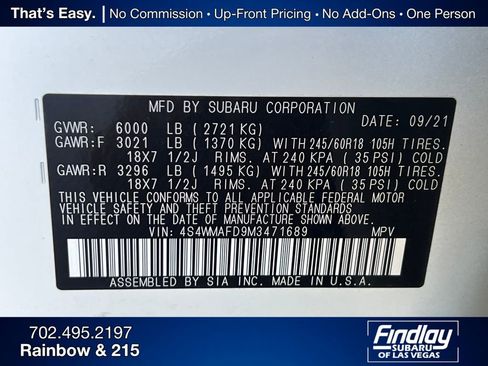 That's Easy. | No Commission • Up-Front Pricing • No Add-Ons • One Person
MFD BY SUBARU CORPORATION
GVWR: 6000 LB ( 2721 KG) DATE: 09/21
GAWR:F 3021 LB ( 1370 KG) WITH 245/60R18 105H TIRES.
18X7 1/2J RIMS. AT 240 KPA ( 35 PSI) COLD
GAWR:R 3296 LB ( 1495 KG) WITH 245/60R18 105H TIRES.
18X7 1/2J RIMS. AT 240 KPA ( 35 PSI) COLD
THIS VEHICLE CONFORMS TO ALL APPLICABLE FEDERAL MOTOR
VEHICLE SAFETY AND THEFT PREVENTION STANDARDS
IN EFFECT ON THE DATE OF MANUFACTURE SHOWN ABOVE.
VIN: 4S4WMAFD9M3471689 MPV
ASSEMBLED BY SIA INC. MADE IN U.S.A.
702.495.2197
Rainbow & 215
Findlay
SUBARU
OF LAS VEGAS